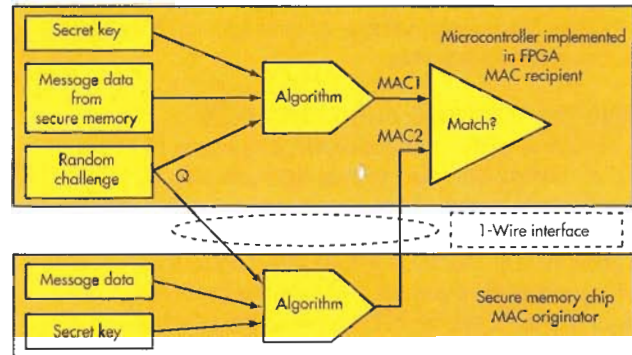 Secret key
Message data
from
secure memory
Random
challenge
Q
Algorithm
MAC1
MAC2
Match?
Microcontroller implemented
in FPGA
MAC recipient
1-Wire interface
Message data
Secret key
Algorithm
Secure memory chip
MAC originator